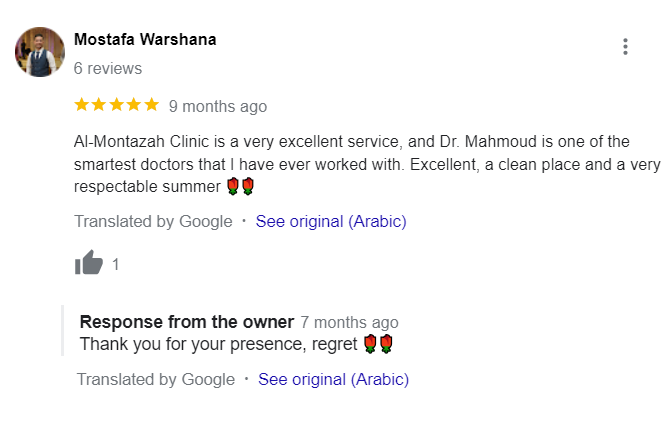 Mostafa Warshana
6 reviews
9 months ago
Al-Montazah Clinic is a very excellent service, and Dr. Mahmoud is one of the
smartest doctors that I have ever worked with. Excellent, a clean place and a very
respectable summer 🌹🌹
Translated by Google · See original (Arabic)
1
Response from the owner 7 months ago
Thank you for your presence, regret 🌹🌹
Translated by Google · See original (Arabic)